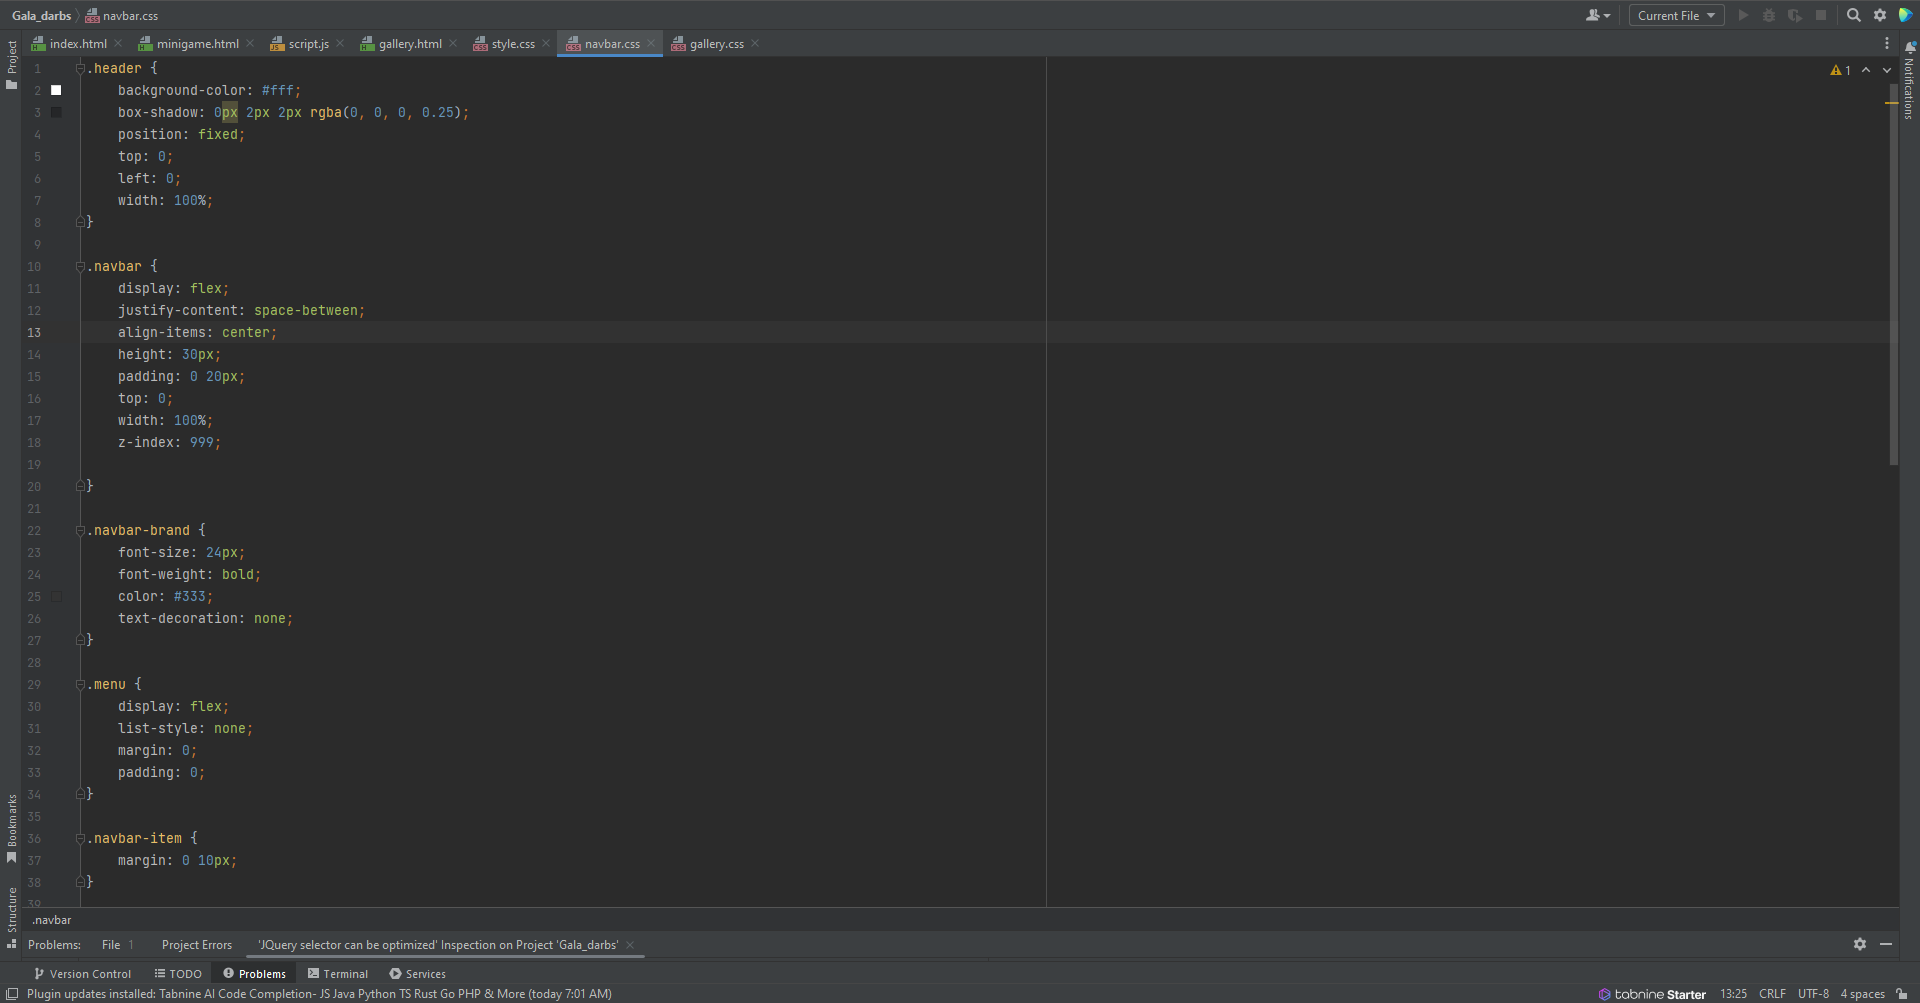 Gala_darbs navbar.css Current File
index.html minigame.html script.js gallery.html style.css navbar.css gallery.css
Project
Notifications
1
1 .header {
2 background-color: #fff;
3 box-shadow: 0px 2px 2px rgba(0, 0, 0, 0.25);
4 position: fixed;
5 top: 0;
6 left: 0;
7 width: 100%;
8 }
9
10 .navbar {
11 display: flex;
12 justify-content: space-between;
13 align-items: center;
14 height: 30px;
15 padding: 0 20px;
16 top: 0;
17 width: 100%;
18 z-index: 999;
19
20 }
21
22 .navbar-brand {
23 font-size: 24px;
24 font-weight: bold;
25 color: #333;
26 text-decoration: none;
27 }
28
29 .menu {
30 display: flex;
31 list-style: none;
32 margin: 0;
33 padding: 0;
34 }
35
36 .navbar-item {
37 margin: 0 10px;
38 }
39
Bookmarks
Structure
.navbar
Problems: File 1 Project Errors 'JQuery selector can be optimized' Inspection on Project 'Gala_darbs'
Version Control TODO Problems Terminal Services
Plugin updates installed: Tabnine AI Code Completion- JS Java Python TS Rust Go PHP & More (today 7:01 AM) tabnine Starter 13:25 CRLF UTF-8 4 spaces